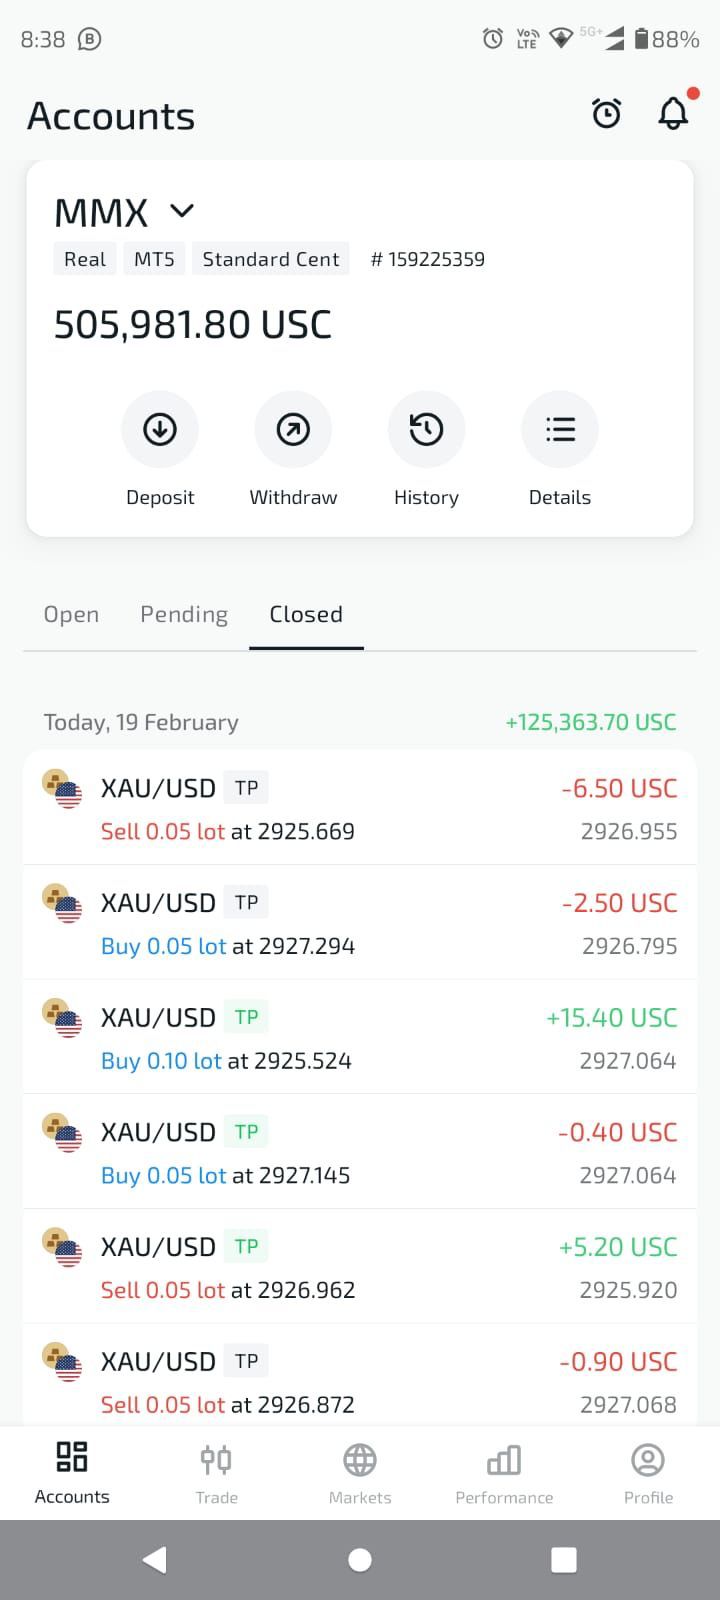 8:38 B VoLTE 5G+ 88%
Accounts
MMX
Real MT5 Standard Cent # 159225359
505,981.80 USC
Deposit Withdraw History Details
Open Pending Closed
Today, 19 February +125,363.70 USC
XAU/USD TP -6.50 USC
Sell 0.05 lot at 2925.669 2926.955
XAU/USD TP -2.50 USC
Buy 0.05 lot at 2927.294 2926.795
XAU/USD TP +15.40 USC
Buy 0.10 lot at 2925.524 2927.064
XAU/USD TP -0.40 USC
Buy 0.05 lot at 2927.145 2927.064
XAU/USD TP +5.20 USC
Sell 0.05 lot at 2926.962 2925.920
XAU/USD TP -0.90 USC
Sell 0.05 lot at 2926.872 2927.068
Accounts Trade Markets Performance Profile